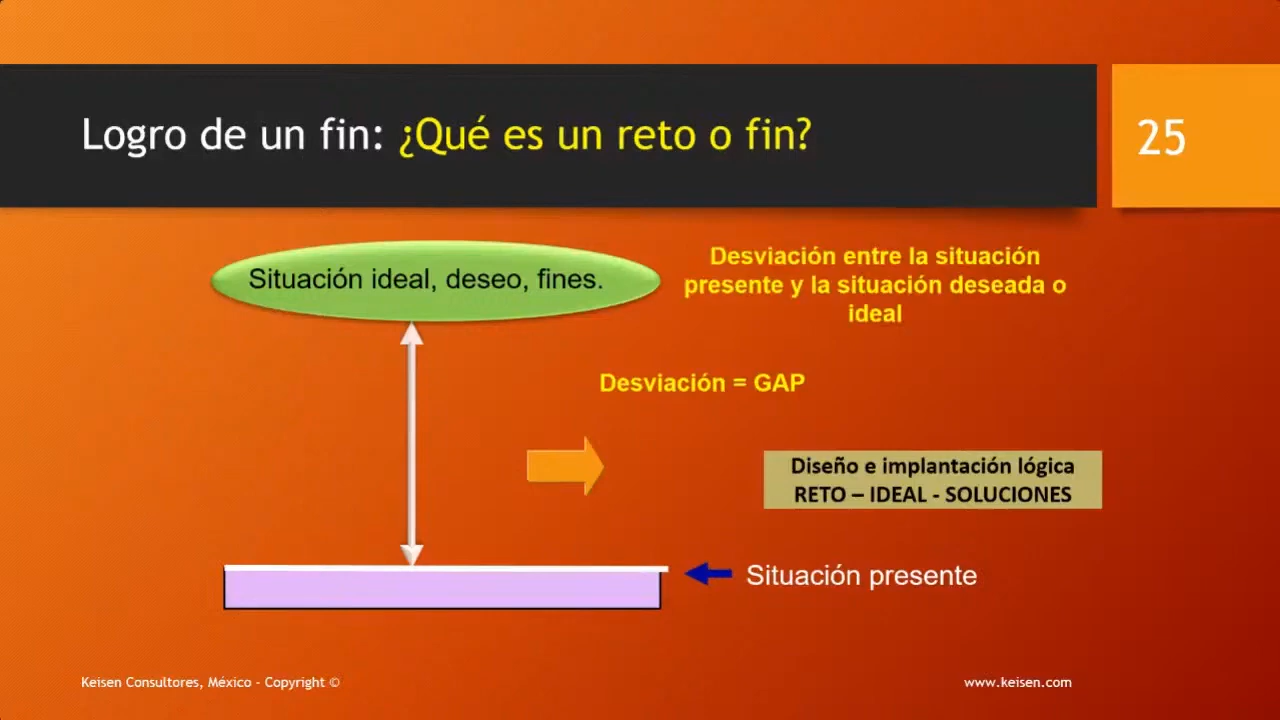 Logro de un fin: ¿Qué es un reto o fin?
25
Situación ideal, deseo, fines.
Desviación entre la situación
presente y la situación deseada o
ideal
Desviación = GAP
Diseño e implantación lógica
RETO – IDEAL - SOLUCIONES
Situación presente
Keisen Consultores, México - Copyright ©
www.keisen.com